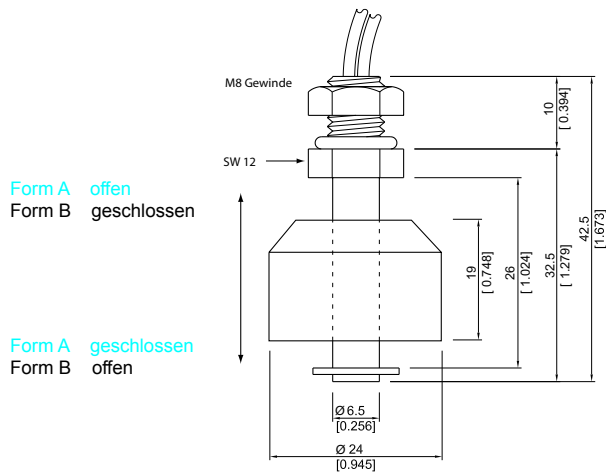 M8 Gewinde
SW 12
Form A offen
Form B geschlossen
Form A geschlossen
Form B offen
10
[ 0.394]
19
[ 0.748]
26
[ 1.024]
32.5
[ 1.279]
42.5
[1.673]
Ø 6.5
[0.256]
Ø 24
[0.945]